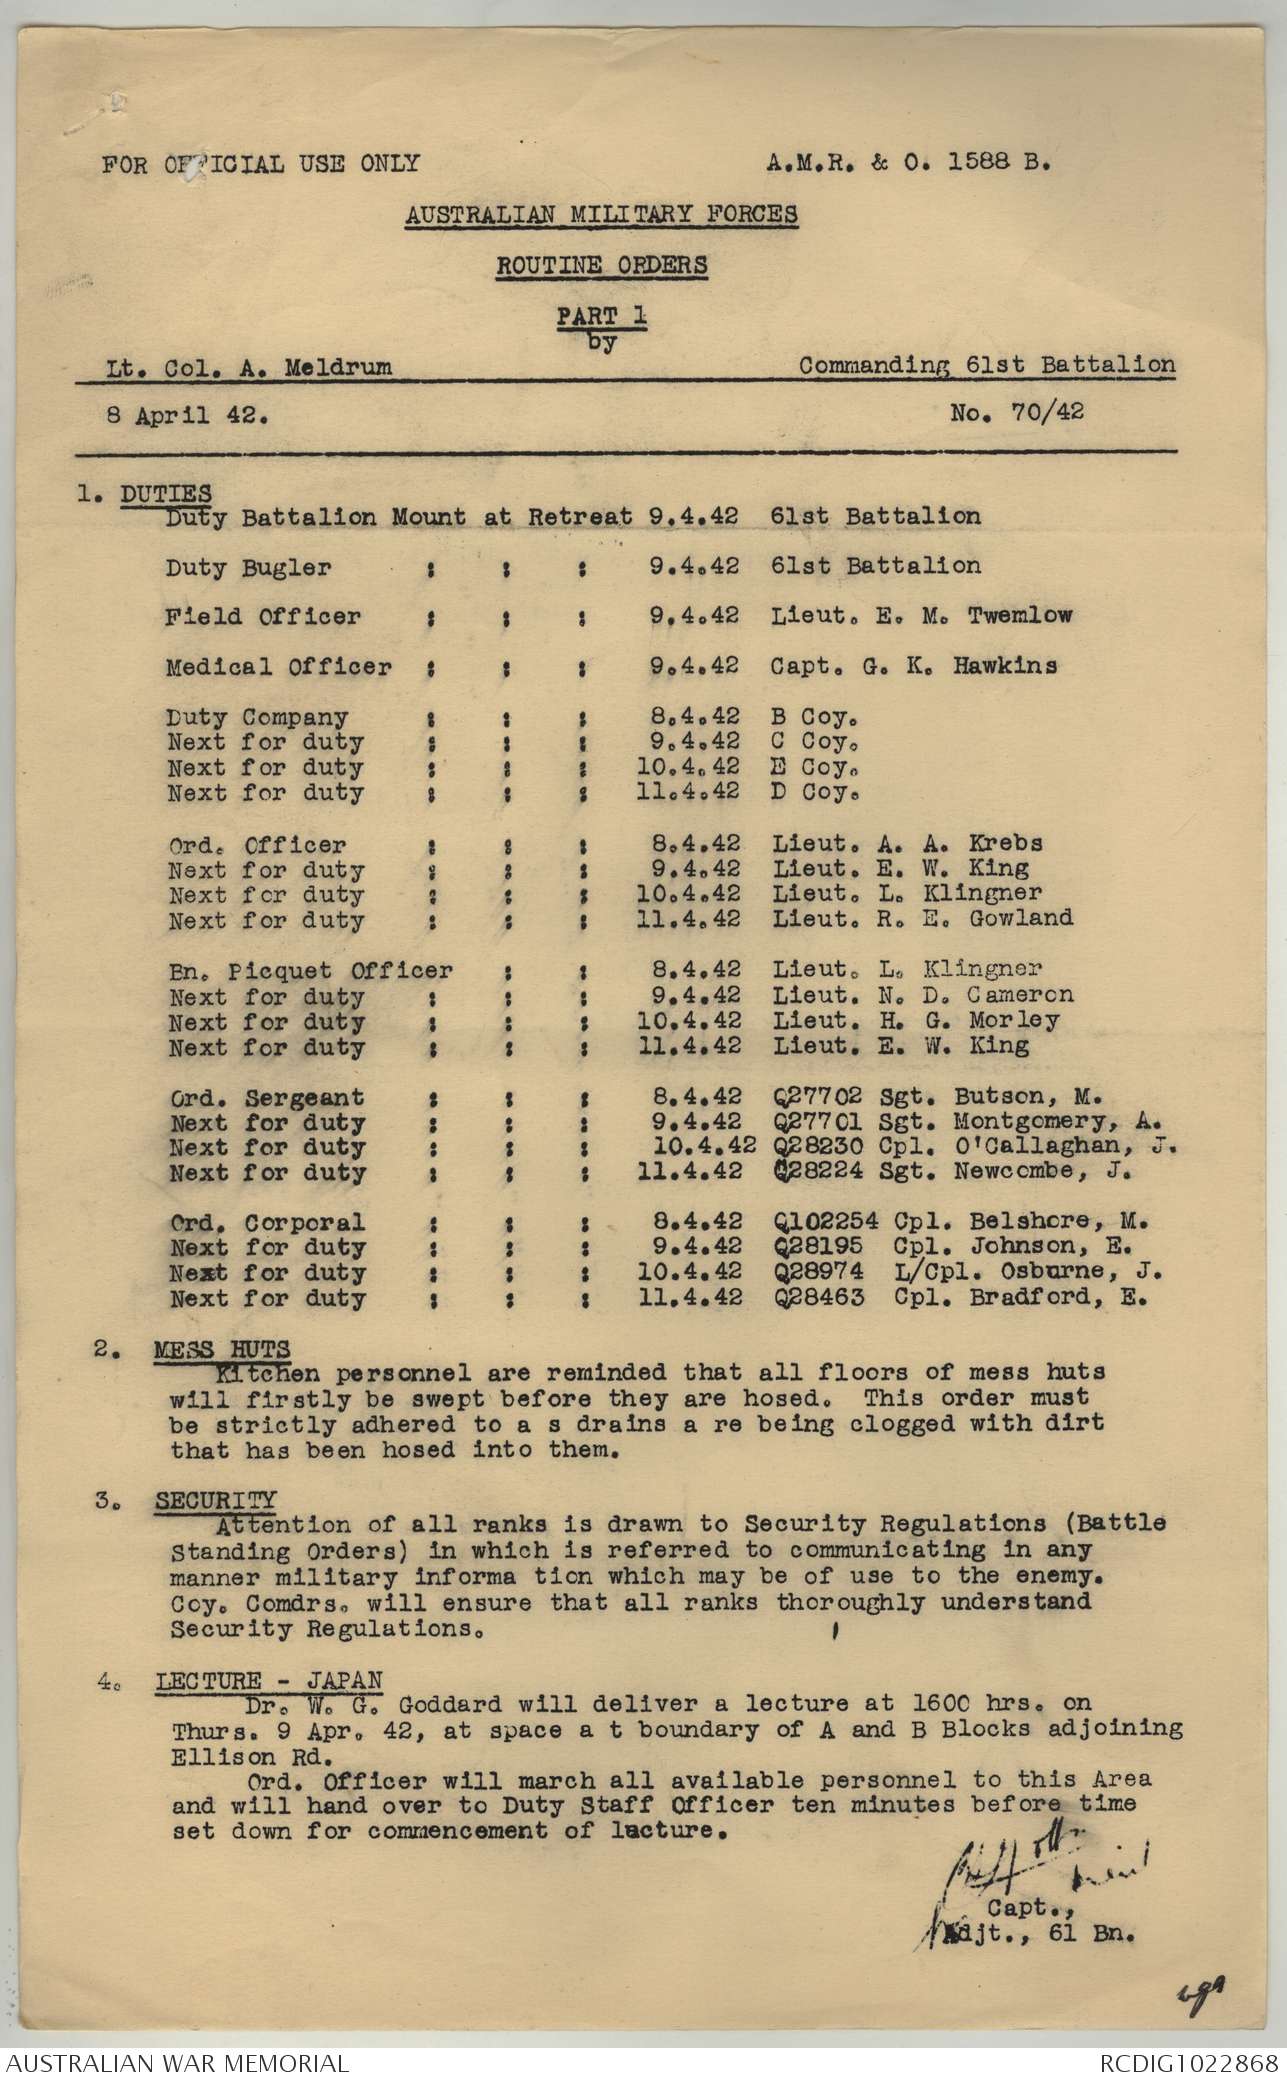 FOR OFFICIAL USE ONLY A.M.R. & O. 1588 B.
AUSTRALIAN MILITARY FORCES
ROUTINE ORDERS
PART 1
by
Lt. Col. A. Meldrum Commanding 61st Battalion
8 April 42. No. 70/42
1. DUTIES
Duty Battalion Mount at Retreat 9.4.42 61st Battalion
Duty Bugler : : : 9.4.42 61st Battalion
Field Officer : : : 9.4.42 Lieut. E. M. Twemlow
Medical Officer : : : 9.4.42 Capt. G. K. Hawkins
Duty Company : : : 8.4.42 B Coy.
Next for duty : : : 9.4.42 C Coy.
Next for duty : : : 10.4.42 E Coy.
Next for duty : : : 11.4.42 D Coy.
Ord. Officer : : : 8.4.42 Lieut. A. A. Krebs
Next for duty : : : 9.4.42 Lieut. E. W. King
Next for duty : : : 10.4.42 Lieut. L. Klingner
Next for duty : : : 11.4.42 Lieut. R. E. Gowland
Bn. Picquet Officer : : 8.4.42 Lieut. L. Klingner
Next for duty : : : 9.4.42 Lieut. N. D. Cameron
Next for duty : : : 10.4.42 Lieut. H. G. Morley
Next for duty : : : 11.4.42 Lieut. E. W. King
Ord. Sergeant : : : 8.4.42 Q27702 Sgt. Butson, M.
Next for duty : : : 9.4.42 Q27701 Sgt. Montgomery, A.
Next for duty : : : 10.4.42 Q28230 Cpl. O'Callaghan, J.
Next for duty : : : 11.4.42 Q28224 Sgt. Newcombe, J.
Ord. Corporal : : : 8.4.42 Q102254 Cpl. Belshore, M.
Next for duty : : : 9.4.42 Q28195 Cpl. Johnson, E.
Next for duty : : : 10.4.42 Q28974 L/Cpl. Osburne, J.
Next for duty : : : 11.4.42 Q28463 Cpl. Bradford, E.
2. MESS HUTS
Kitchen personnel are reminded that all floors of mess huts
will firstly be swept before they are hosed. This order must
be strictly adhered to a s drains a re being clogged with dirt
that has been hosed into them.
3. SECURITY
Attention of all ranks is drawn to Security Regulations (Battle
Standing Orders) in which is referred to communicating in any
manner military informa tion which may be of use to the enemy.
Coy. Comdrs. will ensure that all ranks thoroughly understand
Security Regulations.
4. LECTURE - JAPAN
Dr. W. G. Goddard will deliver a lecture at 1600 hrs. on
Thurs. 9 Apr. 42, at space a t boundary of A and B Blocks adjoining
Ellison Rd.
Ord. Officer will march all available personnel to this Area
and will hand over to Duty Staff Officer ten minutes before time
set down for commencement of lecture.
Capt.,
Adjt., 61 Bn.
AUSTRALIAN WAR MEMORIAL RCDIG1022868